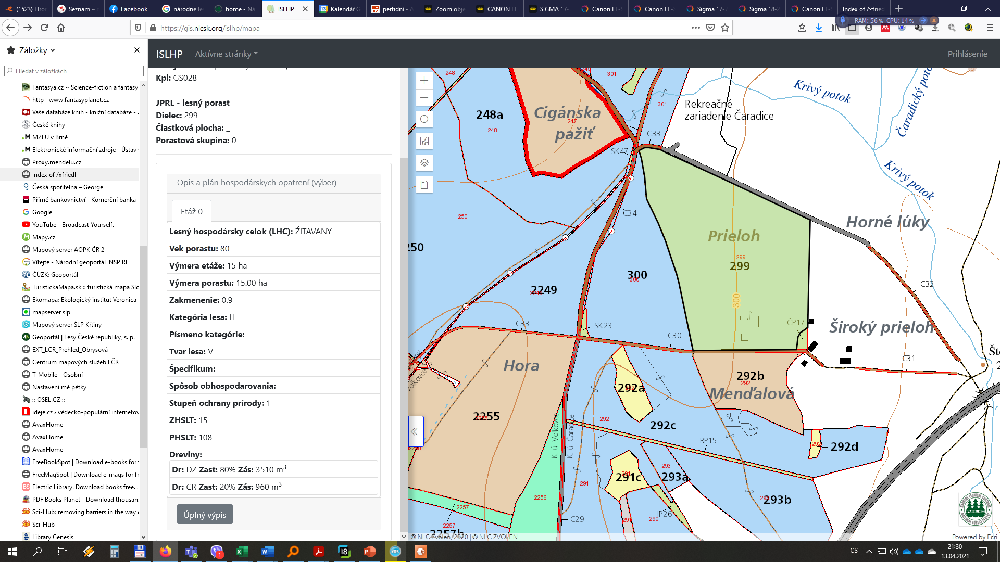 (1523) Hror
Seznam – n
Facebook
národné le
home - Ná
ISLHP
Kalendář G
perfidní - A
Zoom obje
CANON EF
SIGMA 17-
Canon EF-S
Canon EF-S
Sigma 17-7
Sigma 18-2
Canon EF-S
Index of /xfried
https://gis.nlcsk.org/islhp/mapa
RAM: 56 % CPU: 14 %
Záložky
Hledat v záložkách
Fantasya.cz ~ Science-fiction a fantasy
http--www.fantasyplanet.cz-
Vaše databáze knih - knižní databáze - .
České knihy
MZLU v Brně
Elektronické informační zdroje - Ústav v
Proxy.mendelu.cz
Index of /xfriedl
Česká spořitelna – George
Přímé bankovnictví - Komerční banka
Google
YouTube - Broadcast Yourself.
Mapy.cz
Mapový server AOPK ČR 2
Vítejte - Národní geoportál INSPIRE
ČÚZK: Geoportál
TuristickaMapa.sk :: turistická mapa Slo
Ekomapa: Ekologický institut Veronica
mapserver slp
Mapový server ŠLP Křtiny
Geoportál | Lesy České republiky, s. p.
EXT_LCR_Prehled_Obrysová
Centrum mapových služeb LČR
T-Mobile - Osobní
Nastavení mé pětky
:: OSEL.CZ ::
ideje.cz › vědecko-populární internetov
AvaxHome
AvaxHome
AvaxHome
FreeBookSpot | Download e-books for f
FreeMagSpot | Download e-mags for fr
Electric Library. Download books free. .
PDF Books Planet - Download thousan.
Sci-Hub: removing barriers in the way o
Sci-Hub
Library Genesis
ISLHP
Aktívne stránky
Prihlásenie
Kpl: GS028
JPRL - lesný porast
Dielec: 299
Čiastková plocha: _
Porastová skupina: 0
Opis a plán hospodárskych opatrení (výber)
Etáž 0
Lesný hospodársky celok (LHC): ŽITAVANY
Vek porastu: 80
Výmera etáže: 15 ha
Výmera porastu: 15.00 ha
Zakmenenie: 0.9
Kategória lesa: H
Písmeno kategórie:
Tvar lesa: V
Špecifikum:
Spôsob obhospodarovania:
Stupeň ochrany prírody: 1
ZHSLT: 15
PHSLT: 108
Dreviny:
Dr: DZ Zast: 80% Zás: 3510 m3
Dr: CR Zast: 20% Zás: 960 m3
Úplný výpis
248
245
301
301
248a
248
Cigánska
247
pažiť
Rekreačné
zariadenie Čaradice
Krivý potok
Čaradický poto
Krivý potok
C33
SK47
C34
250
250
Prieloh
299
299
300
Horné lúky
C32
300
300
2249
C33
SK23
C30
ČP17
Široký prieloh
C31
Hora
292a
292b
292
Menďalová
2255
292
292c
RP15
292
292d
K. ú. Volkovce
K. ú. Čaradice
291
291c
293
293a
291
2256
293b
2257
2257
2257b
C29
291
290
JP26
© NLC Zvolen, 2020 | © NLC ZVOLEN
Powered by Esri
NLC
CS
21:30
13.04.2021